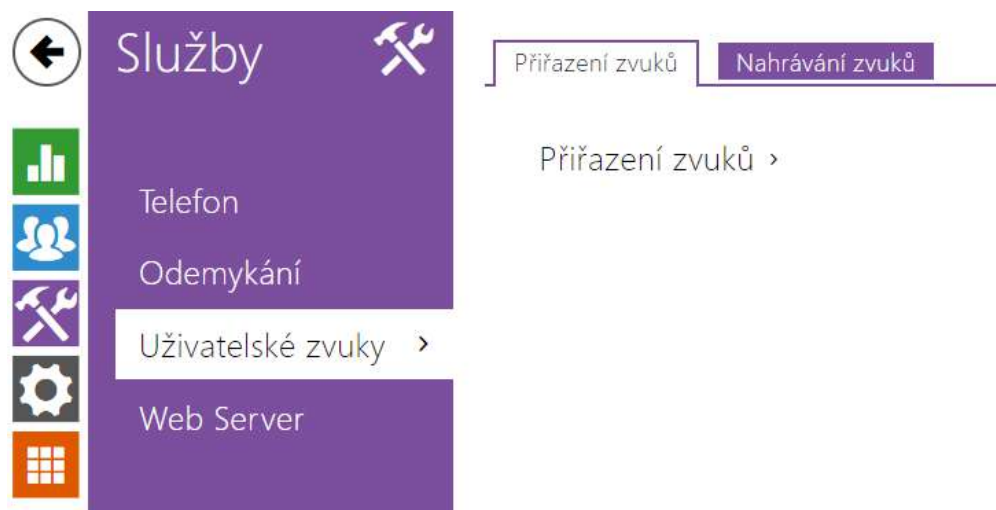 Služby
Telefon
Odemykání
Uživatelské zvuky
Web Server
Přiřazení zvuků
Nahrávání zvuků
Přiřazení zvuků